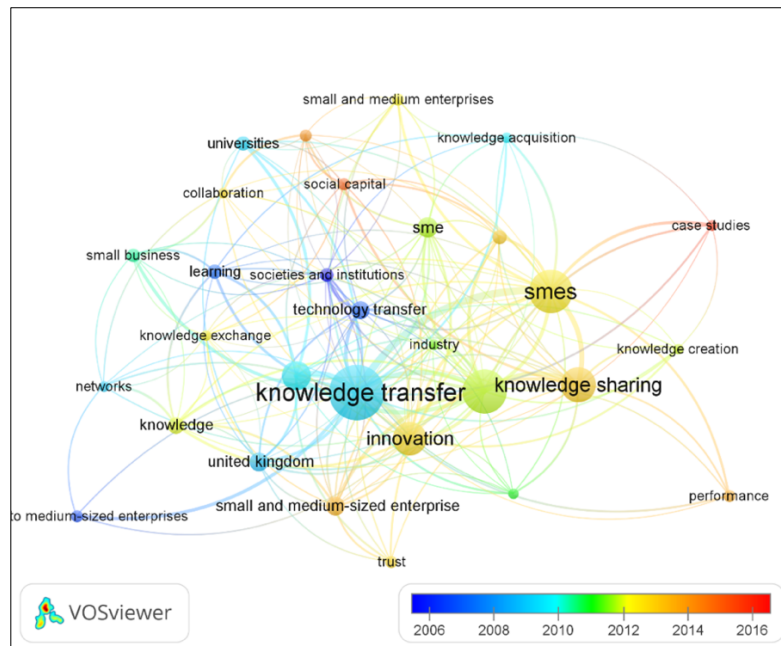 small and medium enterprises
universities
knowledge acquisition
social capital
collaboration
case studies
sme
small business
learning
societies and institutions
smes
technology transfer
knowledge exchange
industry
knowledge creation
networks
knowledge transfer
knowledge sharing
knowledge
innovation
united kingdom
performance
small and medium-sized enterprise
to medium-sized enterprises
trust
VOSviewer
2006 2008 2010 2012 2014 2016